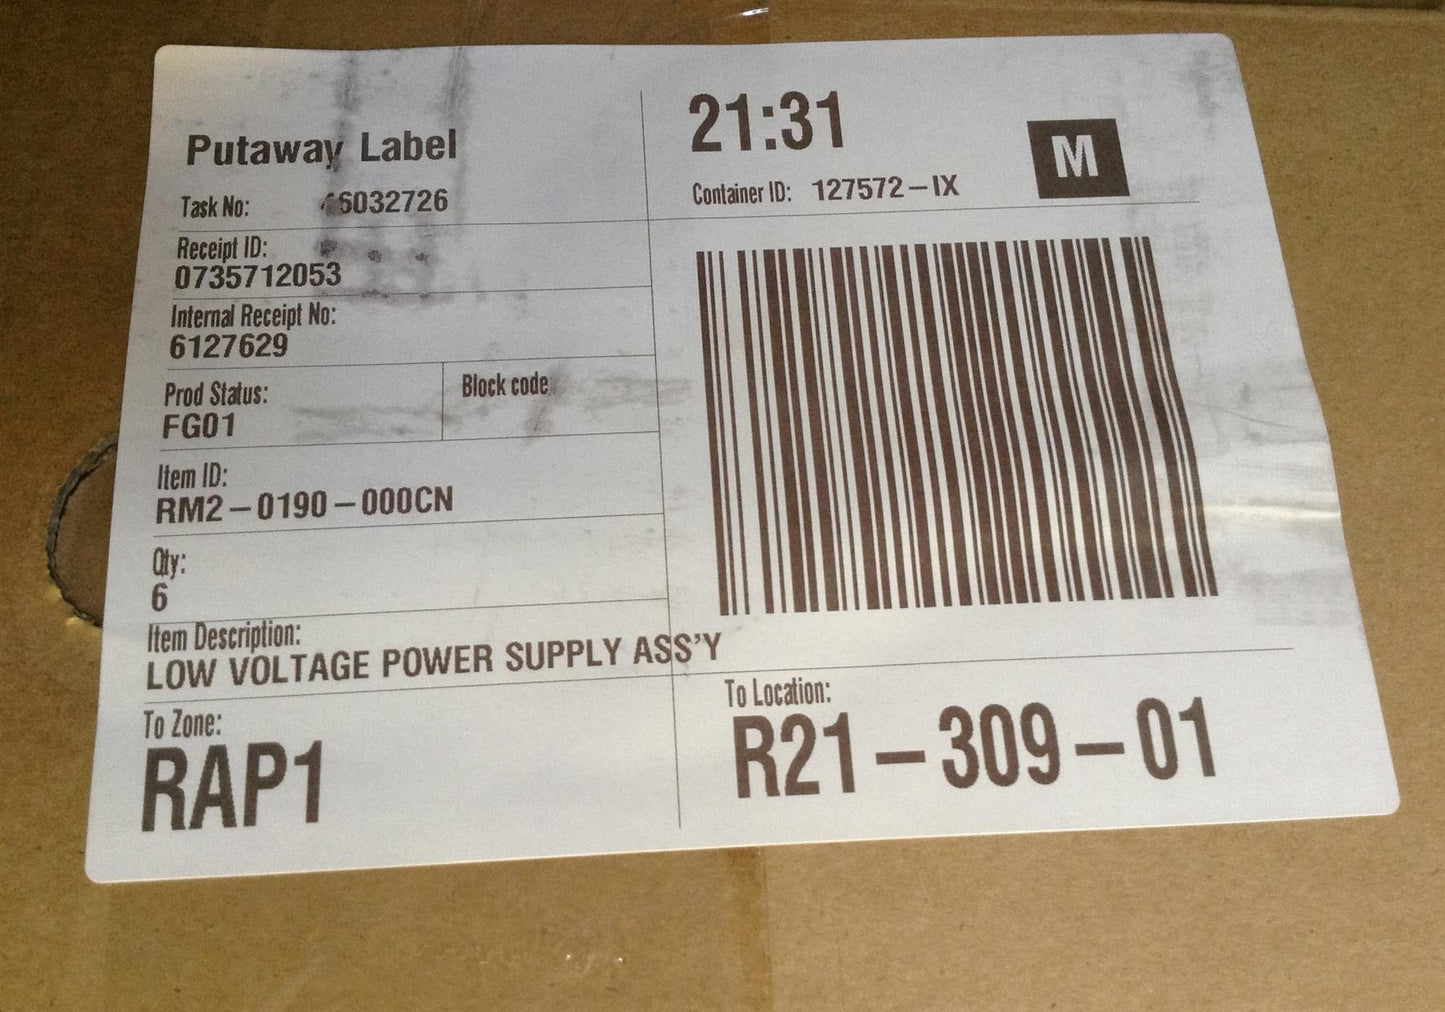 Putaway Label
Task No:
Receipt ID:
0735712053
Internal Receipt No:
6127629
Prod Status:
FG01
Block code
Item ID:
RM2-0190-000CN
Qty:
6
Item Description:
LOW VOLTAGE POWER SUPPLY ASS'Y
To Zone:
RAP1
21:31
M
Container ID: 127572-IX
To Location:
R21-309-01